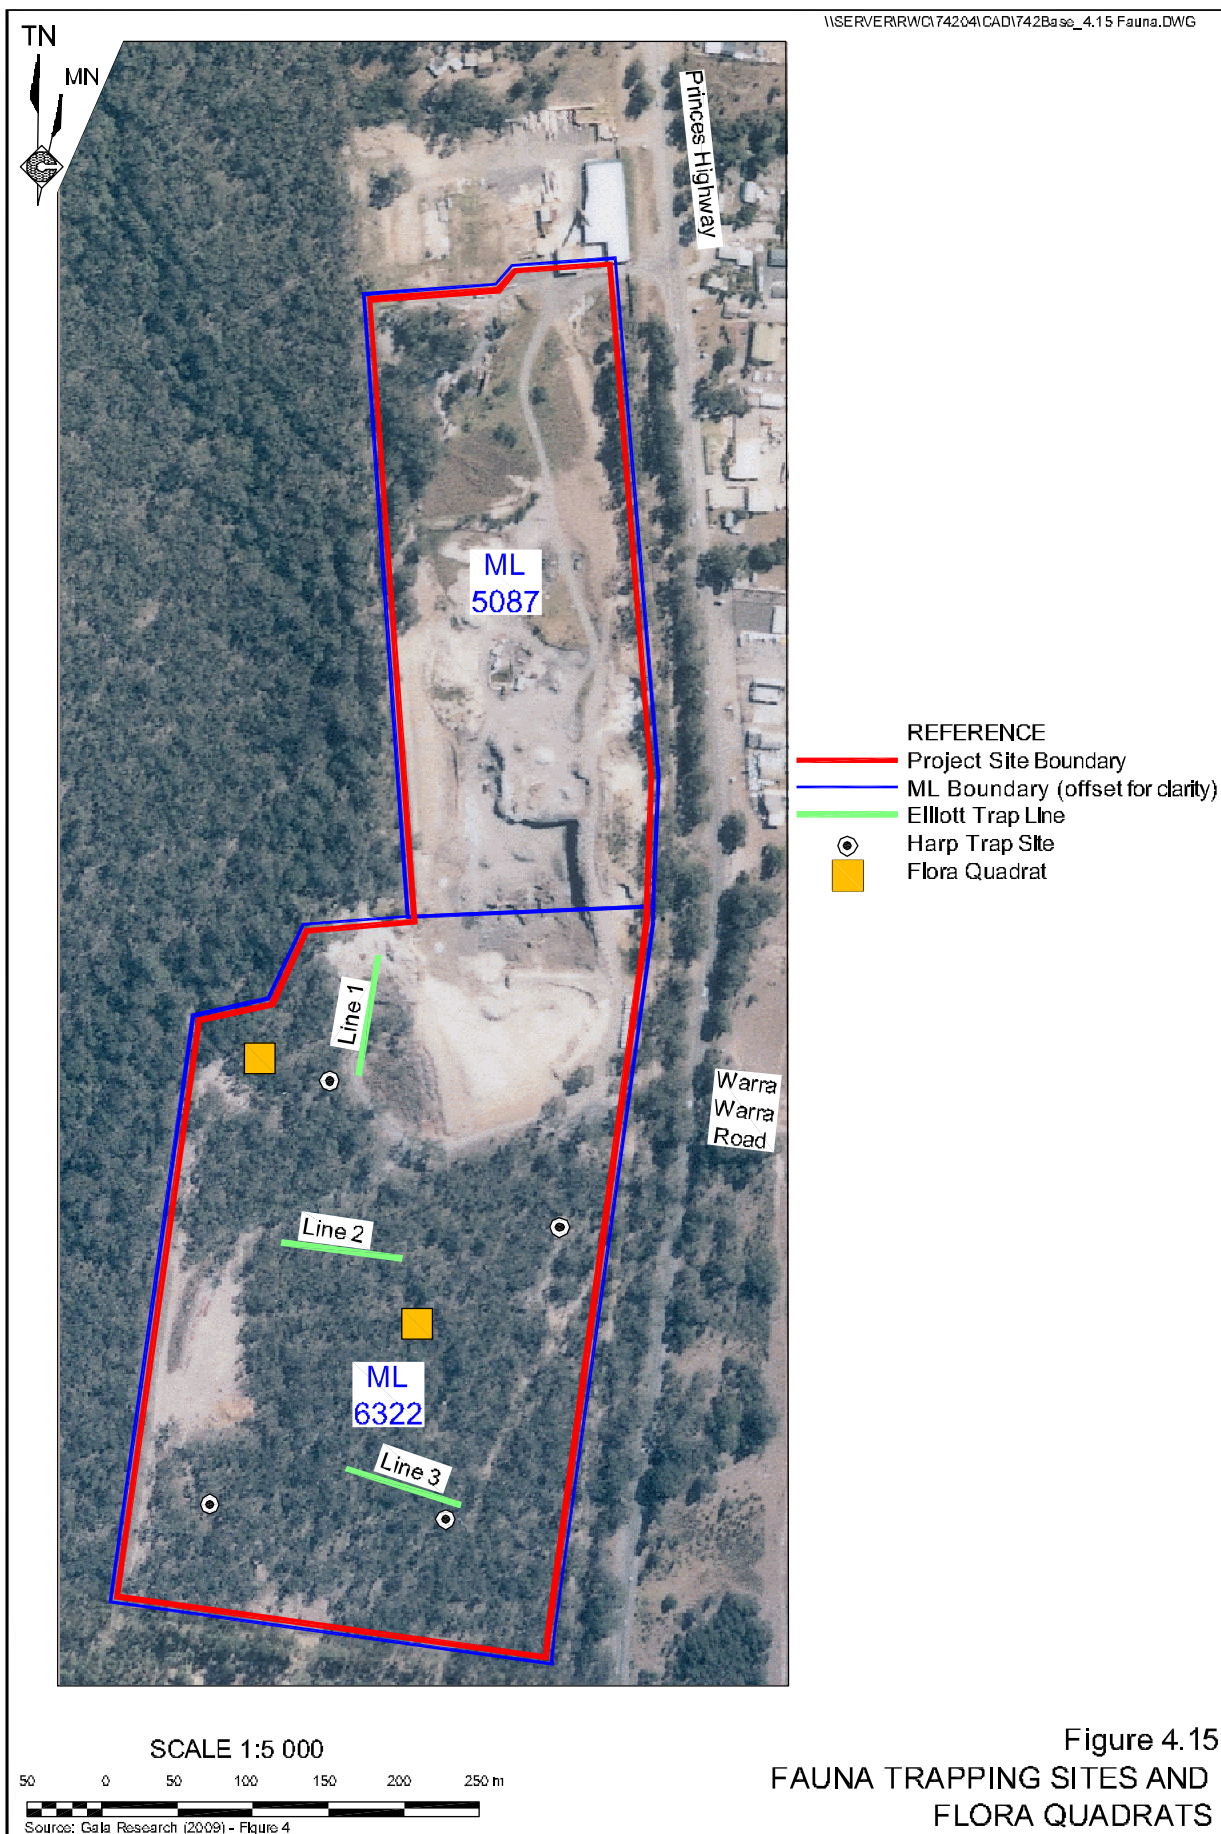 \\SERVER\RWC\74204\CAD\742Base_4.15 Fauna.DWG
TN
MN
Princes Highway
ML
5087
REFERENCE
Project Site Boundary
ML Boundary (offset for clarity)
Elliott Trap Line
Harp Trap Site
Flora Quadrat
Line 1
Warra
Warra
Road
Line 2
ML
6322
Line 3
SCALE 1:5 000
50 0 50 100 150 200 250 m
Source: Gaia Research (2009) - Figure 4
Figure 4.15
FAUNA TRAPPING SITES AND
FLORA QUADRATS